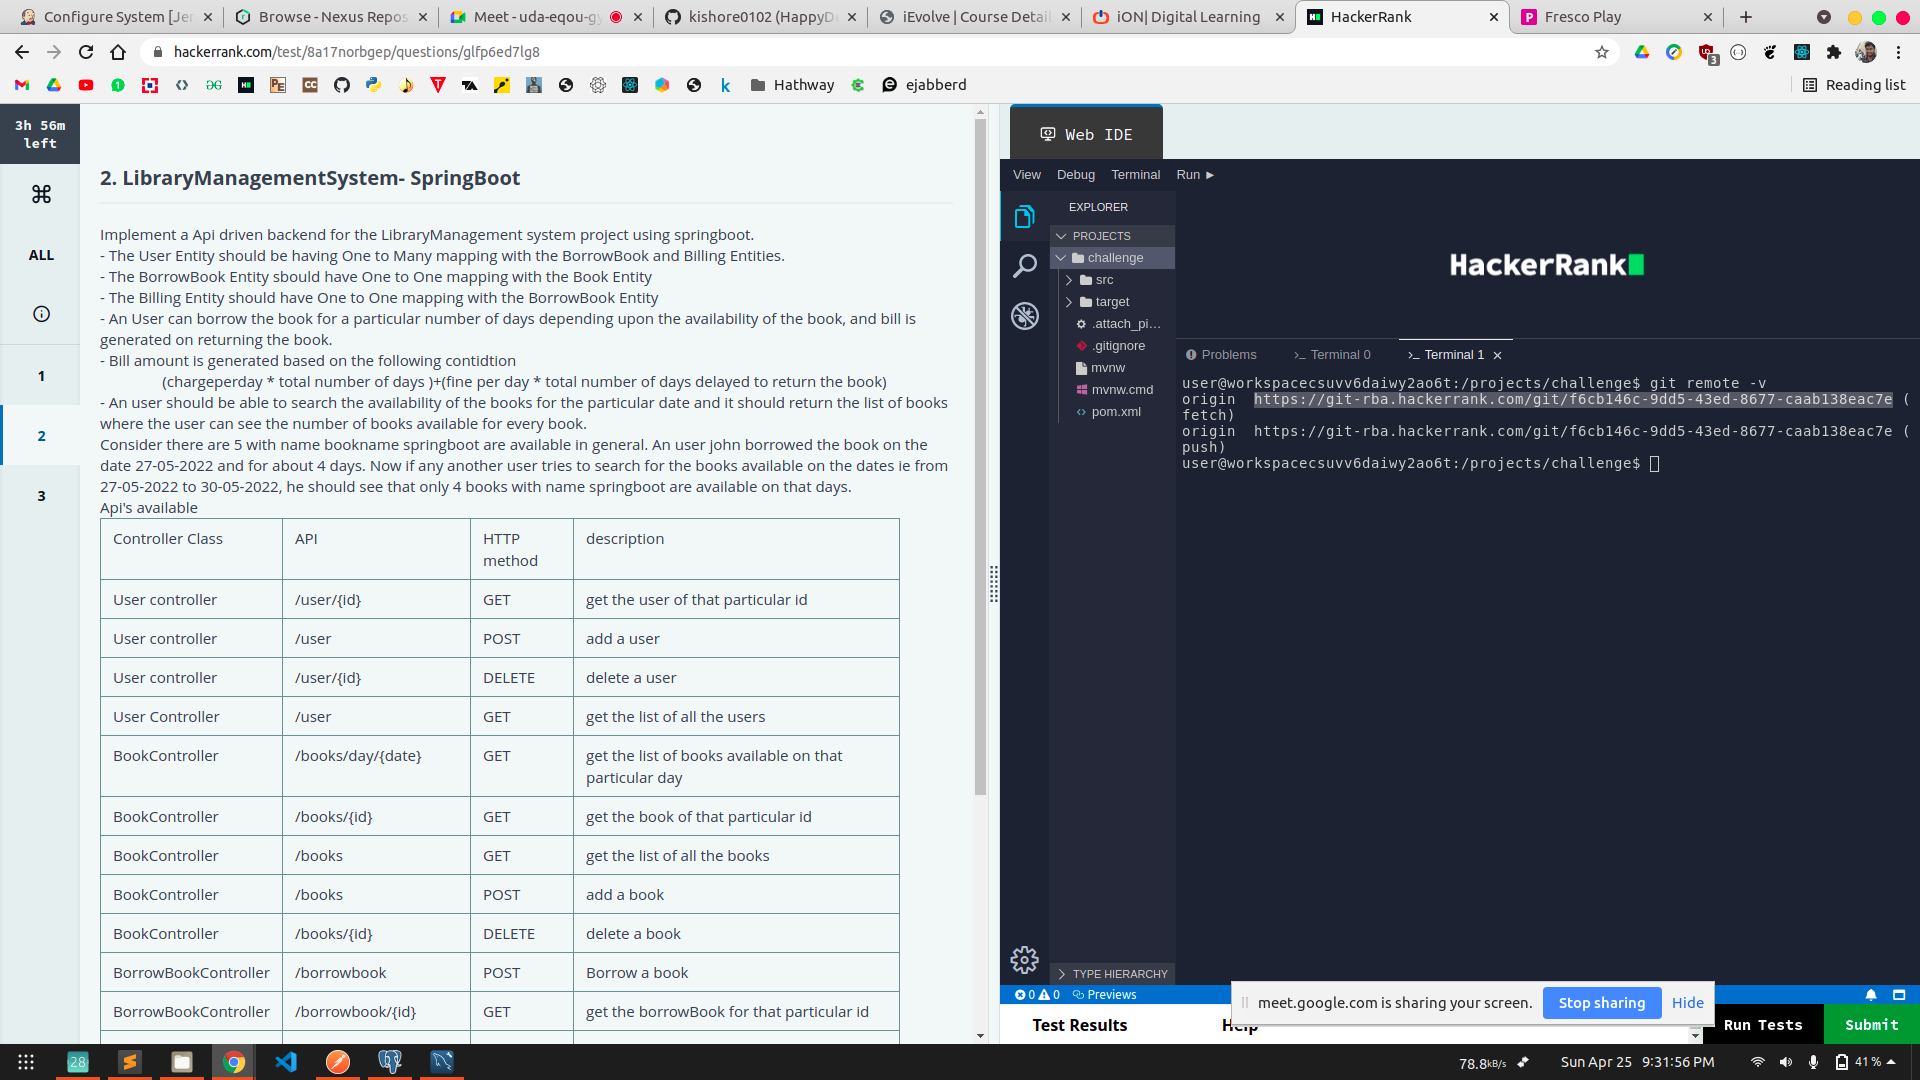 Configure System [Jer
Browse - Nexus Repos
Meet - uda-eqou-gy
kishore0102 (HappyDe
iEvolve | Course Detail
iON| Digital Learning
HackerRank
Fresco Play
hackerrank.com/test/8a17norbgep/questions/glfp6ed7lg8
3
Hathway
ejabberd
Reading list
3h 56m
left
ALL
1
2
3
2. LibraryManagementSystem- SpringBoot
Implement a Api driven backend for the LibraryManagement system project using springboot.
- The User Entity should be having One to Many mapping with the BorrowBook and Billing Entities.
- The BorrowBook Entity sbould have One to One mapping with the Book Entity
- The Billing Entity should have One to One mapping with the BorrowBook Entity
- An User can borrow the book for a particular number of days depending upon the availability of the book, and bill is
generated on returning the book.
- Bill amount is generated based on the following contidtion
(chargeperday * total number of days )+(fine per day * total number of days delayed to return the book)
- An user should be able to search the availability of the books for the particular date and it should return the list of books
where the user can see the number of books available for every book.
Consider there are 5 with name bookname springboot are available in general. An user john borrowed the book on the
date 27-05-2022 and for about 4 days. Now if any another user tries to search for the books available on the dates ie from
27-05-2022 to 30-05-2022, he should see that only 4 books with name springboot are available on that days.
Api's available
Controller Class API HTTP method description
User controller /user/{id} GET get the user of that particular id
User controller /user POST add a user
User controller /user/{id} DELETE delete a user
User Controller /user GET get the list of all the users
BookController /books/day/{date} GET get the list of books available on that particular day
BookController /books/{id} GET get the book of that particular id
BookController /books GET get the list of all the books
BookController /books POST add a book
BookController /books/{id} DELETE delete a book
BorrowBookController /borrowbook POST Borrow a book
BorrowBookController /borrowbook/{id} GET get the borrowBook for that particular id
Web IDE
View Debug Terminal Run
EXPLORER
PROJECTS
challenge
src
target
.attach_pi...
.gitignore
mvnw
mvnw.cmd
pom.xml
TYPE HIERARCHY
HackerRank
Problems
Terminal 0
Terminal 1
user@workspacecsuvv6daiwy2ao6t:/projects/challenge$ git remote -v
origin https://git-rba.hackerrank.com/git/f6cb146c-9dd5-43ed-8677-caab138eac7e (
fetch)
origin https://git-rba.hackerrank.com/git/f6cb146c-9dd5-43ed-8677-caab138eac7e (
push)
user@workspacecsuvv6daiwy2ao6t:/projects/challenge$
0 0 Previews
meet.google.com is sharing your screen.
Stop sharing
Hide
Test Results
Help
Run Tests
Submit
28
78.8kB/s
Sun Apr 25 9:31:56 PM
41%